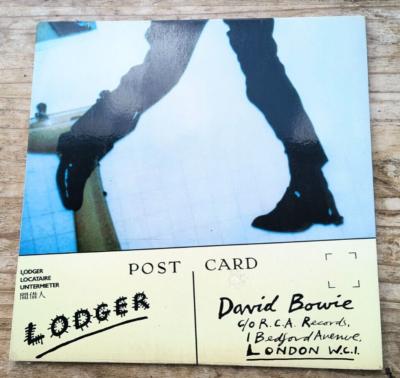 POST CARD
LODGER
LOCATAIRE
UNTERMIETER
間借人
LODGER
David Bowie
c/o R.C.A. Records,
1 Bedford Avenue,
LONDON W.C.1.